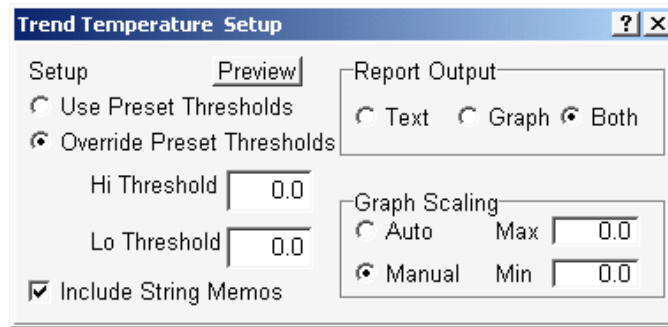 Trend Temperature Setup
Setup
Preview
Use Preset Thresholds
Override Preset Thresholds
Hi Threshold 0.0
Lo Threshold 0.0
Include String Memos
Report Output
Text Graph Both
Graph Scaling
Auto Max 0.0
Manual Min 0.0